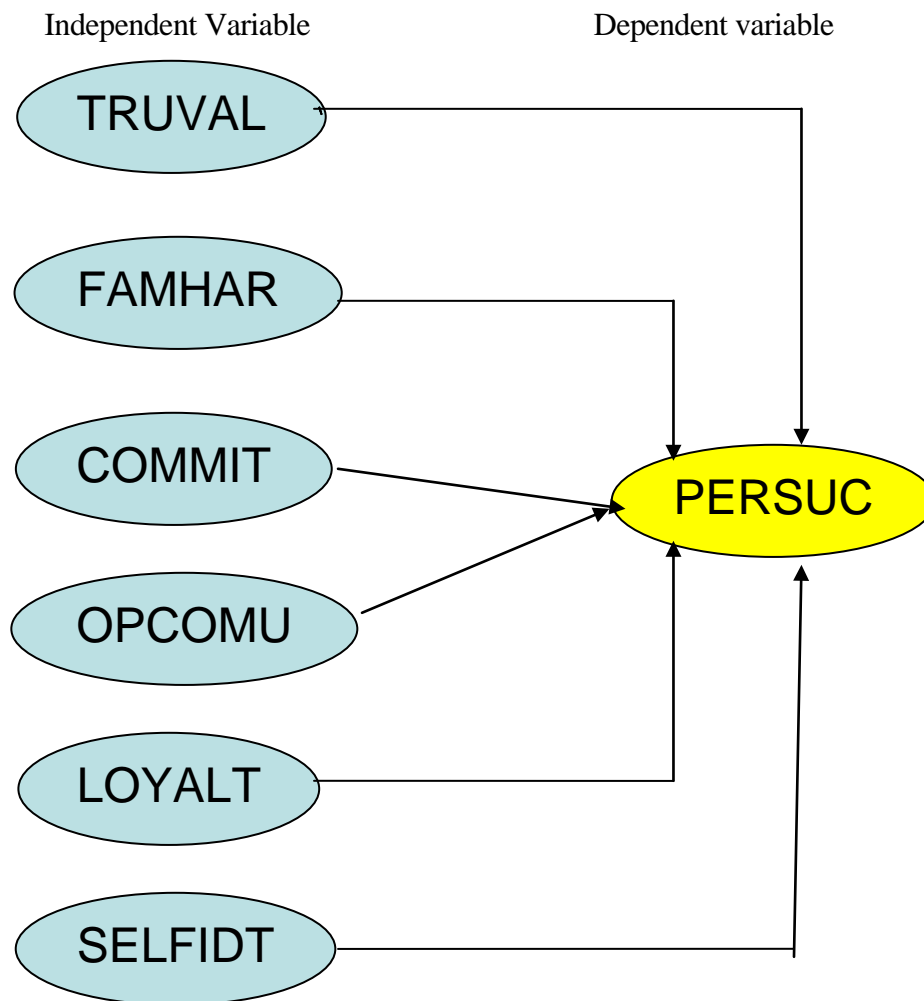 Independent Variable Dependent variable
TRUVAL
FAMHAR
COMMIT
PERSUC
OPCOMU
LOYALT
SELFIDT